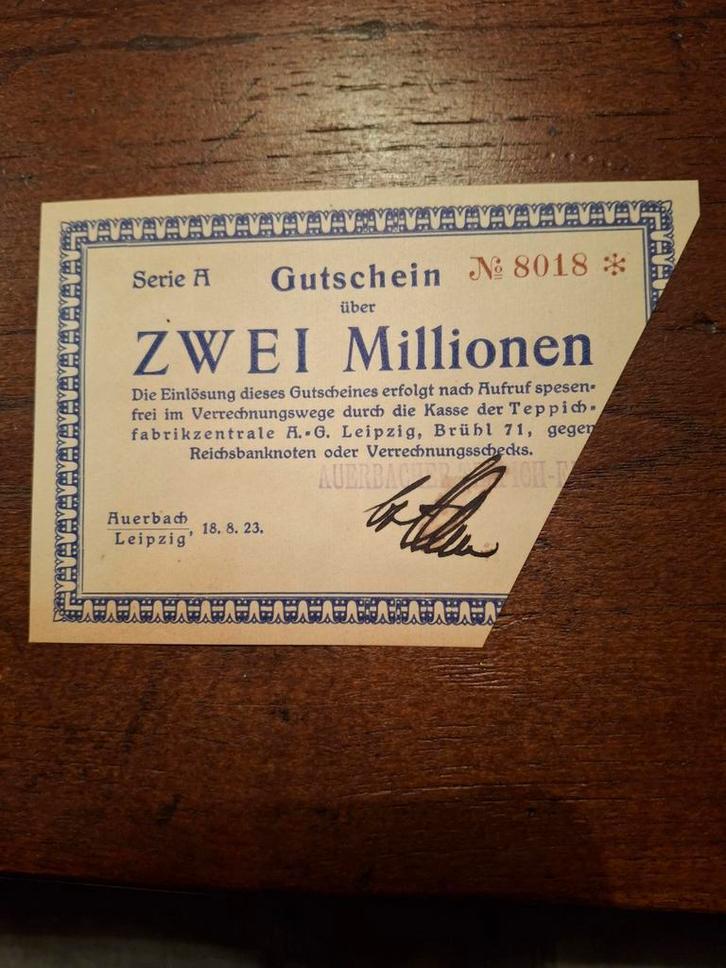 Serie A Gutschein № 8018 *
über
ZWEI Millionen
Die Einlösung dieses Gutscheines erfolgt nach Aufruf spesen-
frei im Verrechnungswege durch die Kasse der Teppich-
fabrikzentrale A.-G. Leipzig, Brühl 71, gegen
Reichsbanknoten oder Verrechnungsschecks.
AUERBACHER
Auerbach
Leipzig, 18. 8. 23.